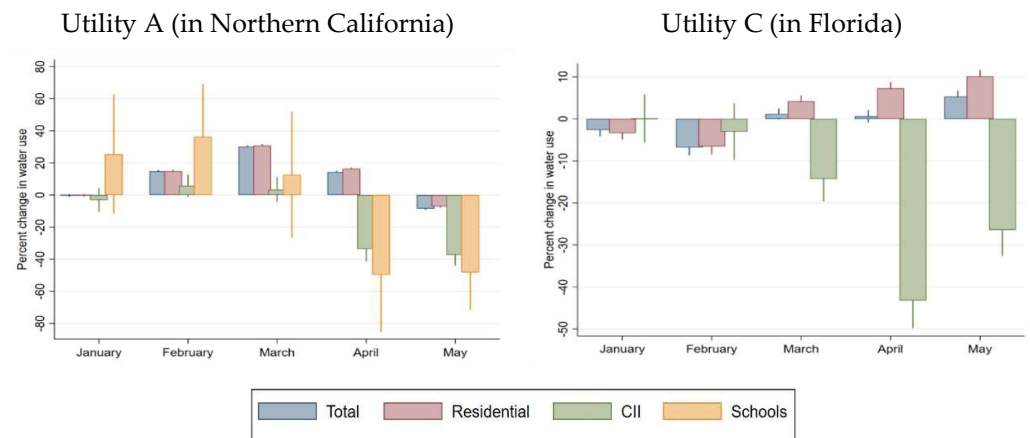 Utility A (in Northern California)
Utility C (in Florida)
Percent change in water use
80
60
40
20
0
-20
-40
-60
-80
January February March April May
Percent change in water use
10
0
-10
-20
-30
-40
-50
January February March April May
Total Residential CII Schools